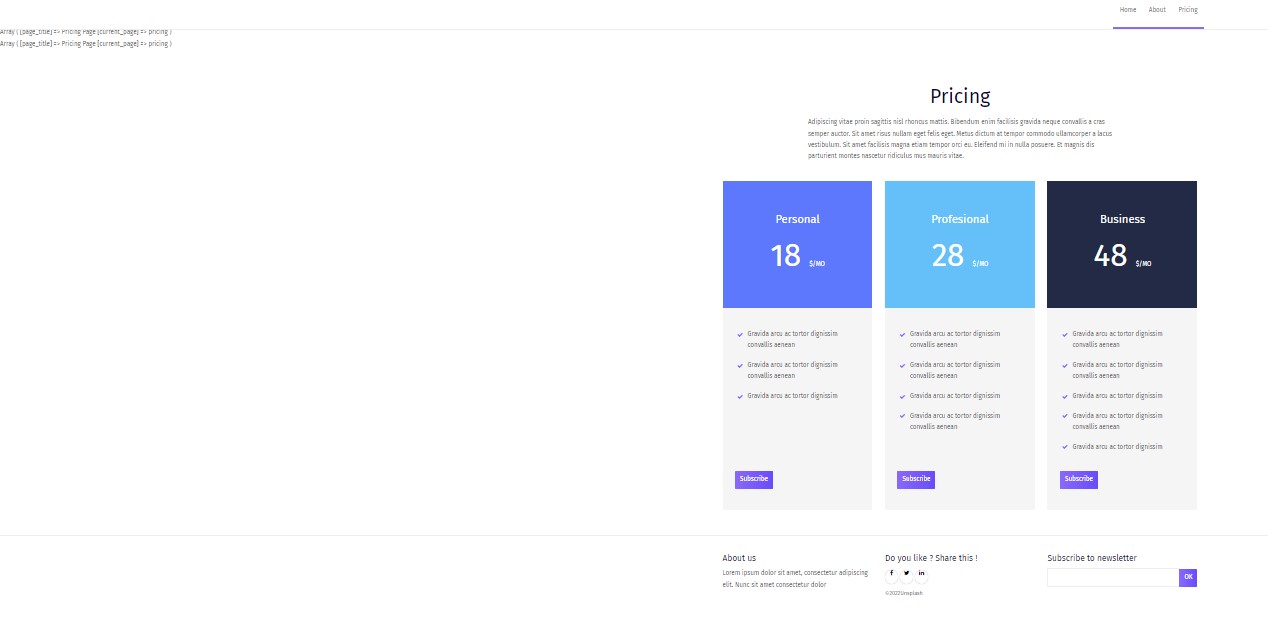 Home About Pricing
Array ( [page_title] => Pricing Page [current_page] => pricing )
Array ( [page_title] => Pricing Page [current_page] => pricing )
Pricing
Adipiscing vitae proin sagittis nisl rhoncus mattis. Bibendum enim facilisis gravida neque convallis a cras
semper auctor. Sit amet risus nullam eget felis eget. Metus dictum at tempor commodo ullamcorper a lacus
vestibulum. Sit amet facilisis magna etiam tempor orci eu. Eleifend mi in nulla posuere. Et magnis dis
parturient montes nascetur ridiculus mus mauris vitae.
Personal
18 $/MO
Gravida arcu ac tortor dignissim
convallis aenean
Gravida arcu ac tortor dignissim
convallis aenean
Gravida arcu ac tortor dignissim
Subscribe
Profesional
28 $/MO
Gravida arcu ac tortor dignissim
convallis aenean
Gravida arcu ac tortor dignissim
convallis aenean
Gravida arcu ac tortor dignissim
Gravida arcu ac tortor dignissim
convallis aenean
Subscribe
Business
48 $/MO
Gravida arcu ac tortor dignissim
convallis aenean
Gravida arcu ac tortor dignissim
convallis aenean
Gravida arcu ac tortor dignissim
Gravida arcu ac tortor dignissim
convallis aenean
Gravida arcu ac tortor dignissim
Subscribe
About us
Lorem ipsum dolor sit amet, consectetur adipiscing
elit. Nunc sit amet consectetur dolor
Do you like ? Share this !
©2022Unsplash
Subscribe to newsletter
OK